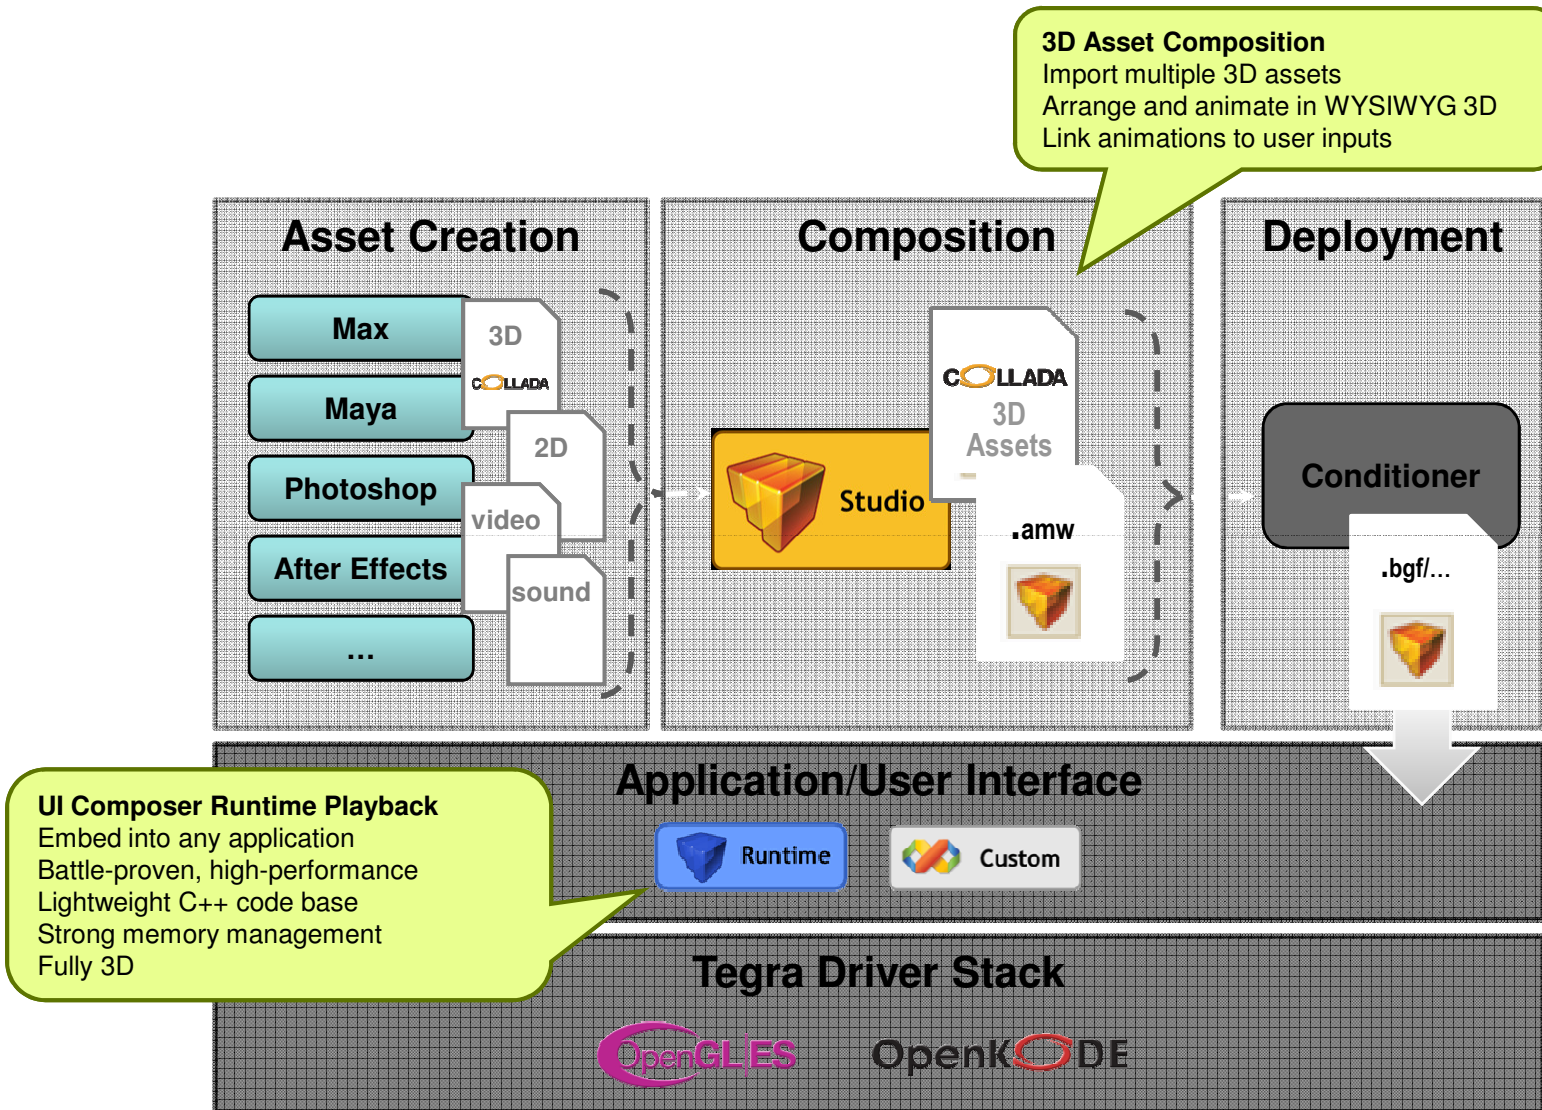 3D Asset Composition
Import multiple 3D assets
Arrange and animate in WYSIWYG 3D
Link animations to user inputs
Asset Creation
Max
Maya
Photoshop
After Effects
...
3D
COLLADA
2D
video
sound
Composition
Studio
COLLADA
3D
Assets
.amw
Deployment
Conditioner
.bgf/...
Application/User Interface
Runtime
Custom
UI Composer Runtime Playback
Embed into any application
Battle-proven, high-performance
Lightweight C++ code base
Strong memory management
Fully 3D
Tegra Driver Stack
OpenGL|ES
OpenKODE